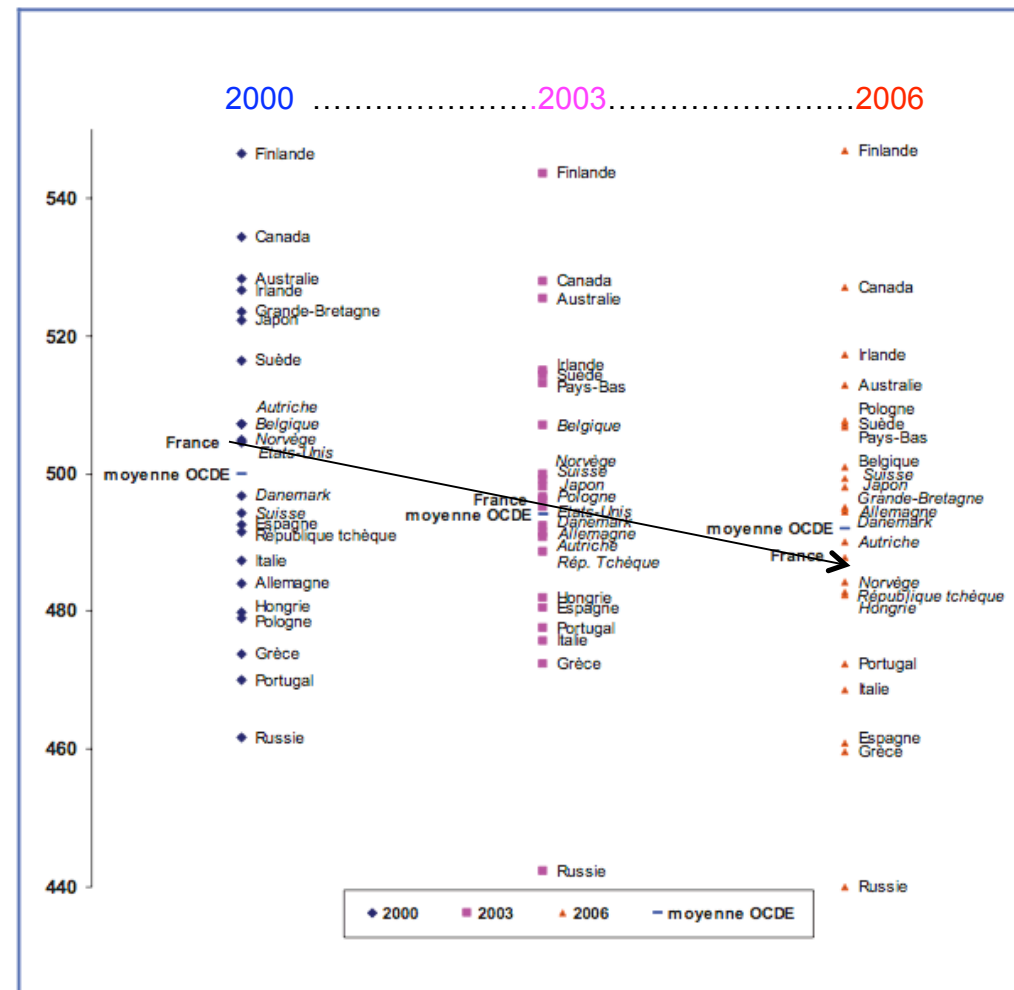 2000 .....................2003........................2006
540
520
500
480
460
440
Finlande
Canada
Australie
Irlande
Grande-Bretagne
Japon
Suède
Autriche
Belgique
Norvège
France
Etats-Unis
moyenne OCDE
Danemark
Suisse
Espagne
République tchèque
Italie
Allemagne
Hongrie
Pologne
Grèce
Portugal
Russie
Finlande
Canada
Australie
Irlande
Suède
Pays-Bas
Belgique
Norvège
Suisse
Japon
Pologne
France
Etats-Unis
moyenne OCDE
Danemark
Allemagne
Autriche
Rép. Tchèque
Hongrie
Espagne
Portugal
Italie
Grèce
Russie
Finlande
Canada
Irlande
Australie
Pologne
Suède
Pays-Bas
Belgique
Suisse
Japon
Grande-Bretagne
Allemagne
Danemark
moyenne OCDE
Autriche
France
Norvège
République tchèque
Hongrie
Portugal
Italie
Espagne
Grèce
Russie
2000 2003 2006 moyenne OCDE